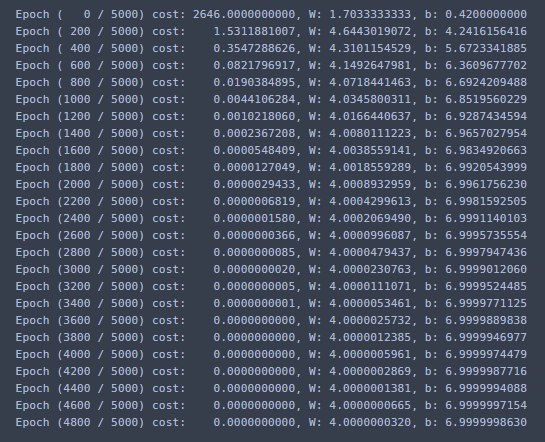 Epoch (   0 / 5000) cost: 2646.0000000000, W: 1.7033333333, b: 0.4200000000
Epoch ( 200 / 5000) cost:    1.5311881007, W: 4.6443019072, b: 4.2416156416
Epoch ( 400 / 5000) cost:    0.3547288626, W: 4.3101154529, b: 5.6723341885
Epoch ( 600 / 5000) cost:    0.0821796917, W: 4.1492647981, b: 6.3609677702
Epoch ( 800 / 5000) cost:    0.0190384895, W: 4.0718441463, b: 6.6924209488
Epoch (1000 / 5000) cost:    0.0044106284, W: 4.0345800311, b: 6.8519560229
Epoch (1200 / 5000) cost:    0.0010218060, W: 4.0166440637, b: 6.9287434594
Epoch (1400 / 5000) cost:    0.0002367208, W: 4.0080111223, b: 6.9657027954
Epoch (1600 / 5000) cost:    0.0000548409, W: 4.0038559141, b: 6.9834920663
Epoch (1800 / 5000) cost:    0.0000127049, W: 4.0018559289, b: 6.9920543999
Epoch (2000 / 5000) cost:    0.0000029433, W: 4.0008932959, b: 6.9961756230
Epoch (2200 / 5000) cost:    0.0000006819, W: 4.0004299613, b: 6.9981592505
Epoch (2400 / 5000) cost:    0.0000001580, W: 4.0002069490, b: 6.9991140103
Epoch (2600 / 5000) cost:    0.0000000366, W: 4.0000996087, b: 6.9995735554
Epoch (2800 / 5000) cost:    0.0000000085, W: 4.0000479437, b: 6.9997947436
Epoch (3000 / 5000) cost:    0.0000000020, W: 4.0000230763, b: 6.9999012060
Epoch (3200 / 5000) cost:    0.0000000005, W: 4.0000111071, b: 6.9999524485
Epoch (3400 / 5000) cost:    0.0000000001, W: 4.0000053461, b: 6.9999771125
Epoch (3600 / 5000) cost:    0.0000000000, W: 4.0000025732, b: 6.9999889838
Epoch (3800 / 5000) cost:    0.0000000000, W: 4.0000012385, b: 6.9999946977
Epoch (4000 / 5000) cost:    0.0000000000, W: 4.0000005961, b: 6.9999974479
Epoch (4200 / 5000) cost:    0.0000000000, W: 4.0000002869, b: 6.9999987716
Epoch (4400 / 5000) cost:    0.0000000000, W: 4.0000001381, b: 6.9999994088
Epoch (4600 / 5000) cost:    0.0000000000, W: 4.0000000665, b: 6.9999997154
Epoch (4800 / 5000) cost:    0.0000000000, W: 4.0000000320, b: 6.9999998630